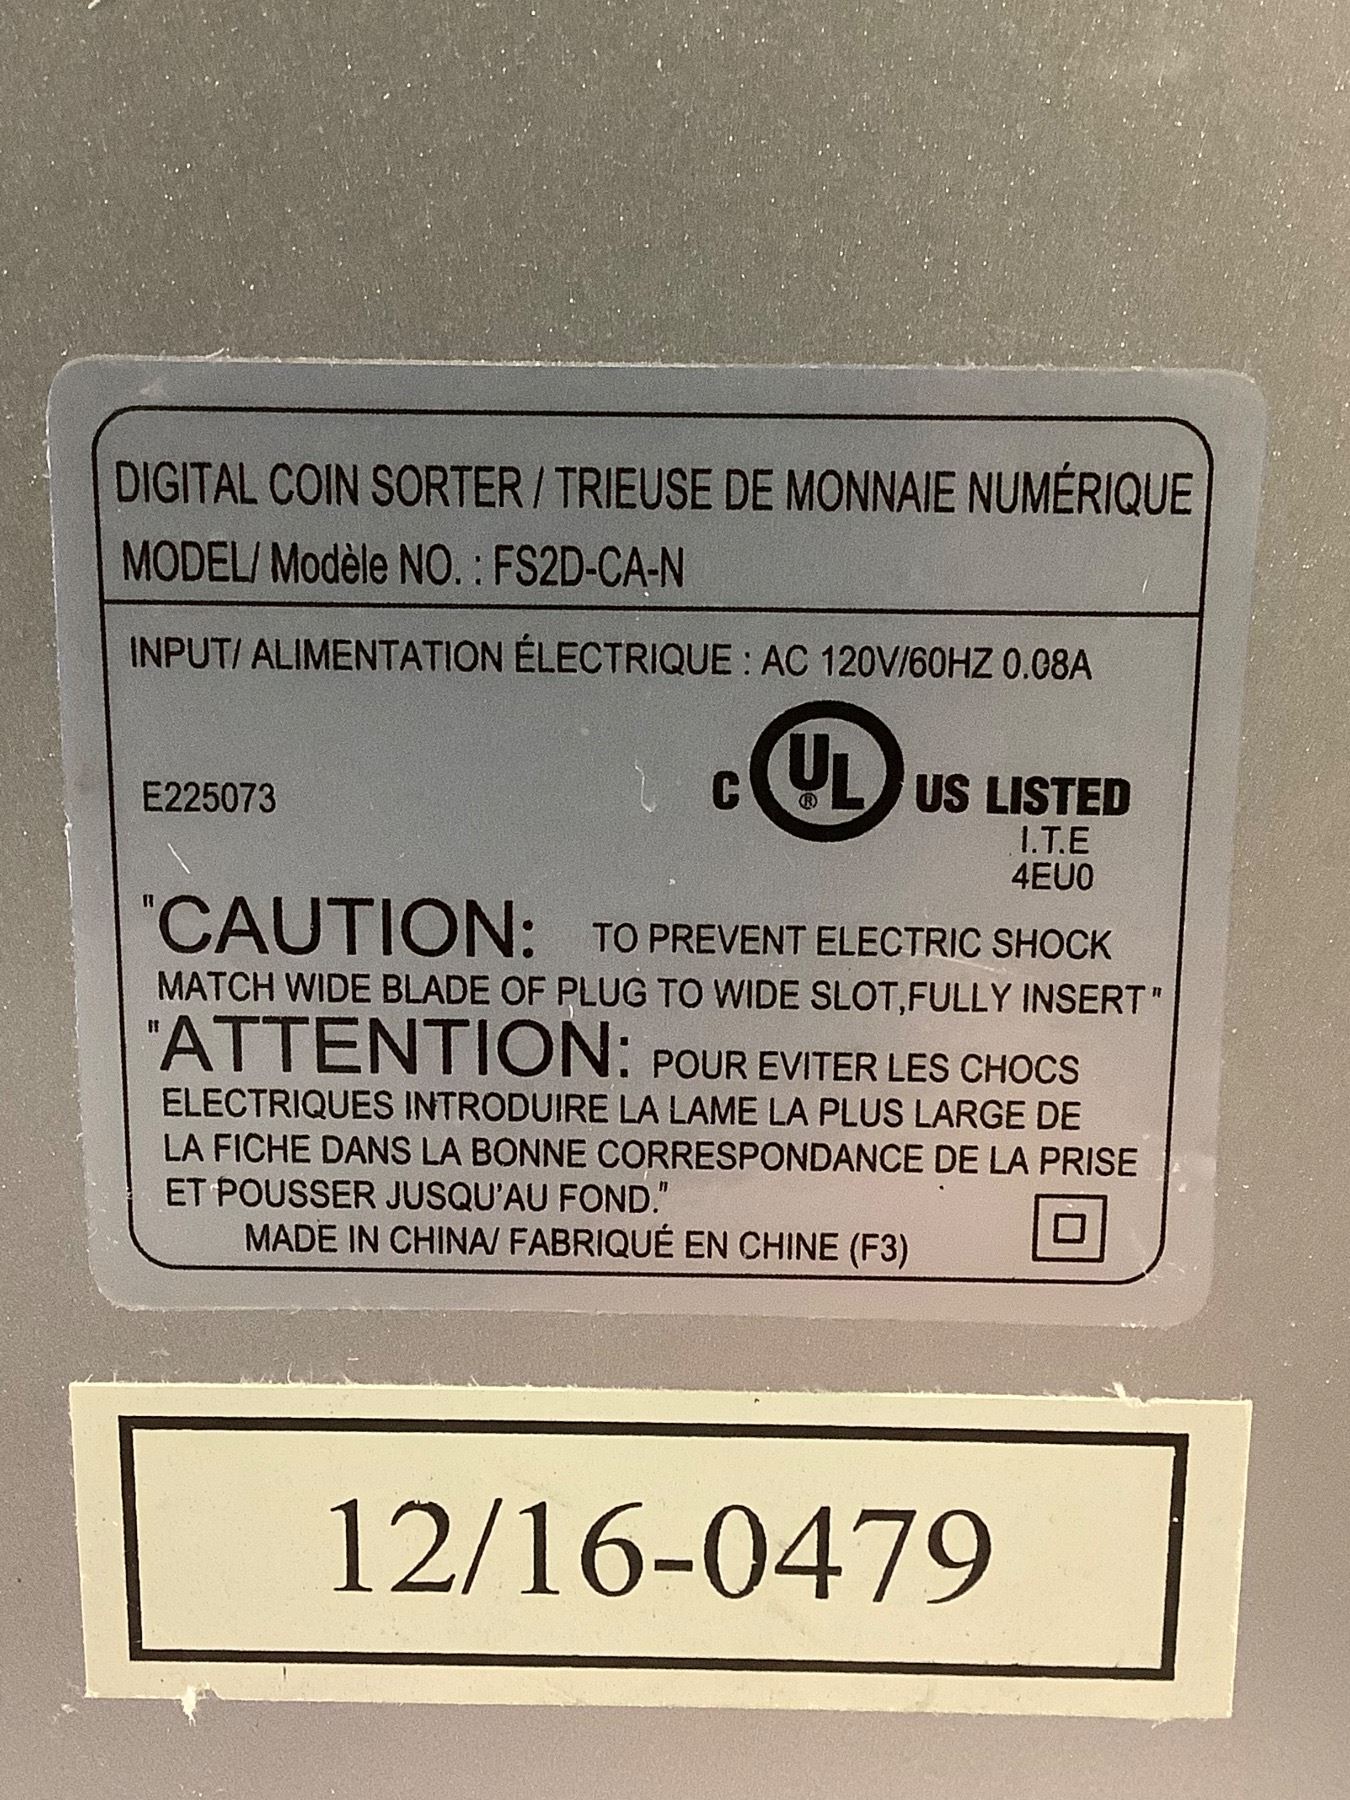 DIGITAL COIN SORTER / TRIEUSE DE MONNAIE NUMÉRIQUE
MODEL/ Modèle NO. : FS2D-CA-N
INPUT/ ALIMENTATION ÉLECTRIQUE : AC 120V/60HZ 0.08A
E225073
C UL® US LISTED
I.T.E
4EU0
"CAUTION: TO PREVENT ELECTRIC SHOCK
MATCH WIDE BLADE OF PLUG TO WIDE SLOT,FULLY INSERT"
"ATTENTION: POUR EVITER LES CHOCS
ELECTRIQUES INTRODUIRE LA LAME LA PLUS LARGE DE
LA FICHE DANS LA BONNE CORRESPONDANCE DE LA PRISE
ET POUSSER JUSQU'AU FOND."
MADE IN CHINA/ FABRIQUÉ EN CHINE (F3)
12/16-0479